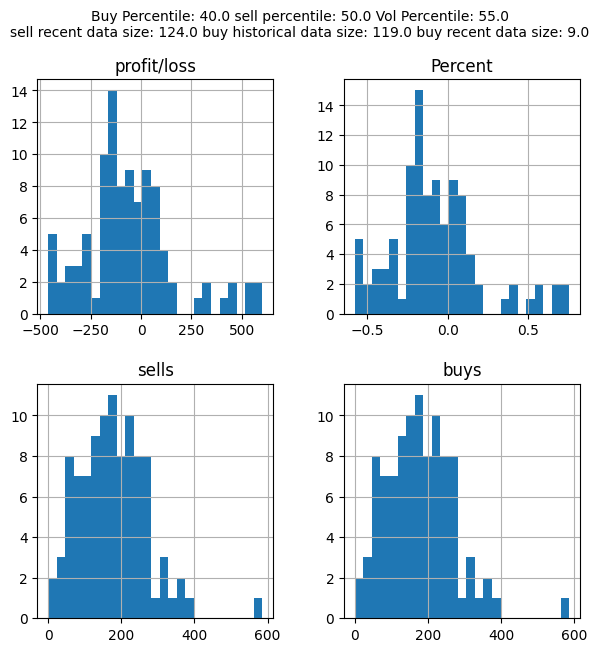 Buy Percentile: 40.0 sell percentile: 50.0 Vol Percentile: 55.0
sell recent data size: 124.0 buy historical data size: 119.0 buy recent data size: 9.0
profit/loss
14
12
10
8
6
4
2
0
−500 −250 0 250 500
Percent
14
12
10
8
6
4
2
0
−0.5 0.0 0.5
sells
10
8
6
4
2
0
0 200 400 600
buys
10
8
6
4
2
0
0 200 400 600